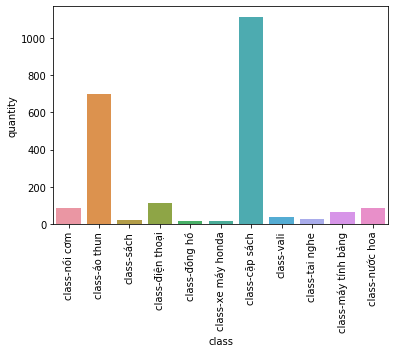 1000
800
600
400
200
0
quantity
class-nồi cơm
class-áo thun
class-sách
class-điện thoại
class-đồng hồ
class-xe máy honda
class-cặp sách
class-vali
class-tai nghe
class-máy tính bảng
class-nước hoa
class